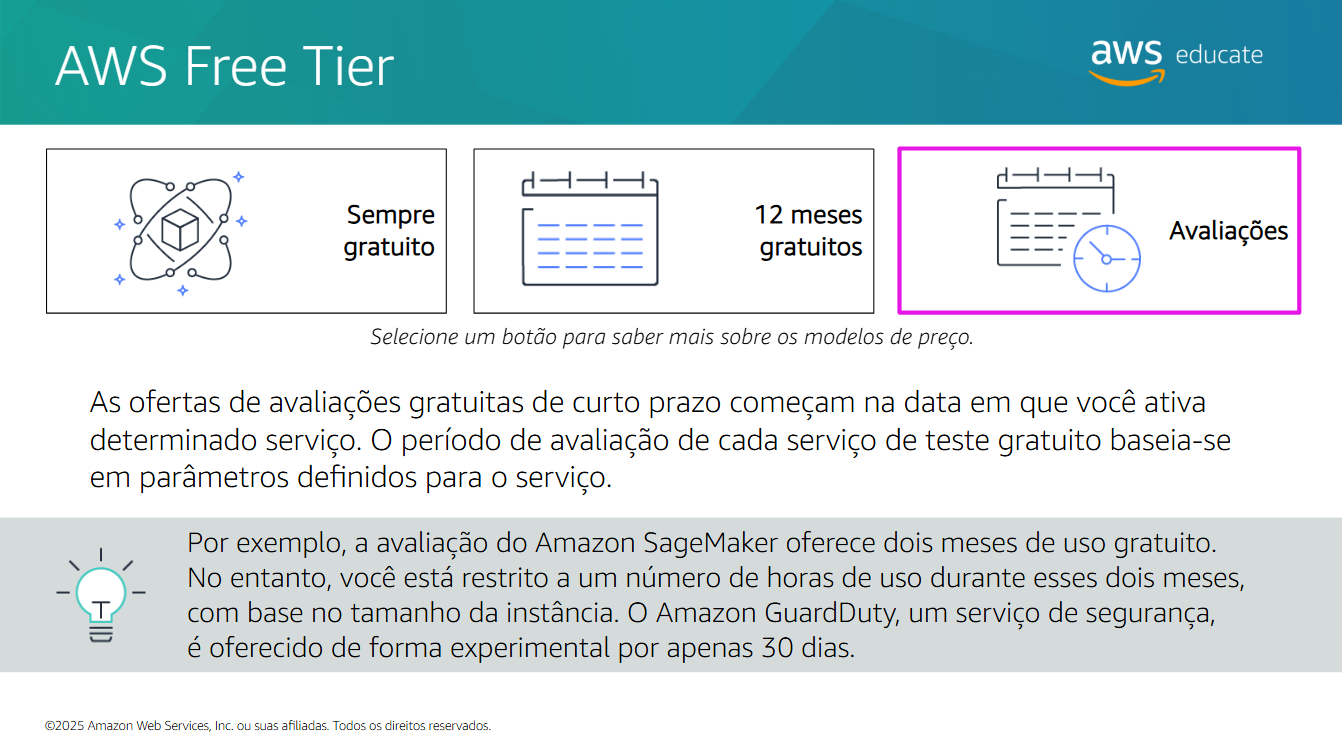 AWS Free Tier
aws educate
Sempre
gratuito
12 meses
gratuitos
Avaliações
Selecione um botão para saber mais sobre os modelos de preço.
As ofertas de avaliações gratuitas de curto prazo começam na data em que você ativa
determinado serviço. O período de avaliação de cada serviço de teste gratuito baseia-se
em parâmetros definidos para o serviço.
Por exemplo, a avaliação do Amazon SageMaker oferece dois meses de uso gratuito.
No entanto, você está restrito a um número de horas de uso durante esses dois meses,
com base no tamanho da instância. O Amazon GuardDuty, um serviço de segurança,
é oferecido de forma experimental por apenas 30 dias.
©2025 Amazon Web Services, Inc. ou suas afiliadas. Todos os direitos reservados.